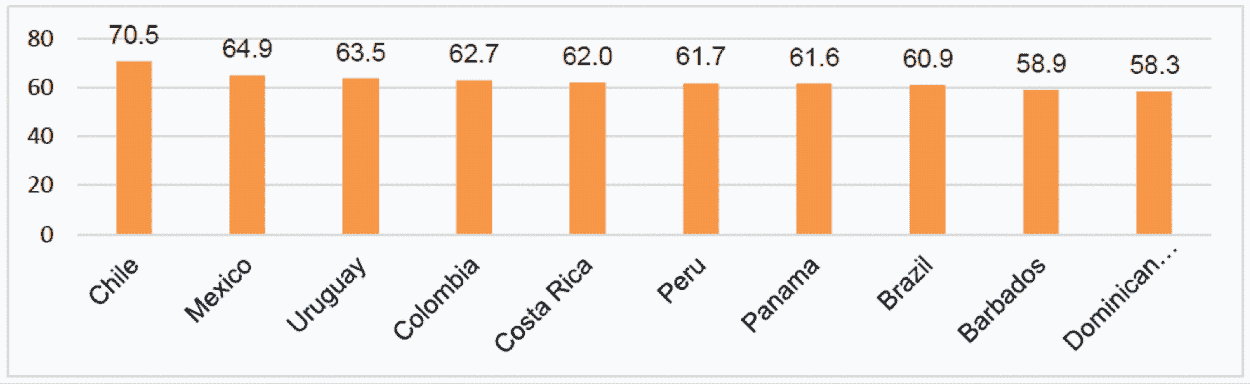 80
60
40
20
0
70.5
64.9
63.5
62.7
62.0
61.7
61.6
60.9
58.9
58.3
Chile
Mexico
Uruguay
Colombia
Costa Rica
Peru
Panama
Brazil
Barbados
Dominican...